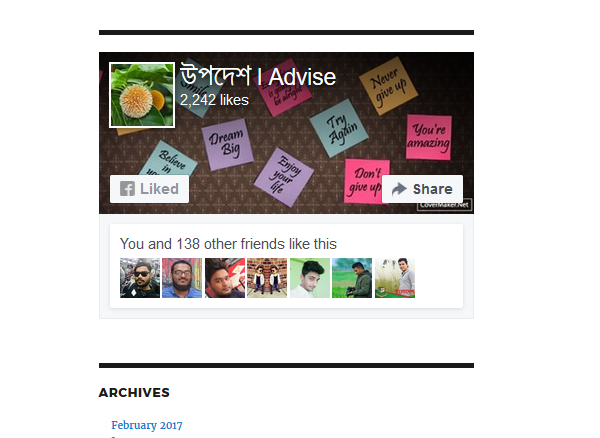 উপদেশ l Advise
2,242 likes
Never
give up
Dream
Big
Try
Again
You're
amazing
Believe
in
you
Enjoy
your
life
Don't
give up
Liked
Share
CoverMaker.Net
You and 138 other friends like this
ARCHIVES
February 2017